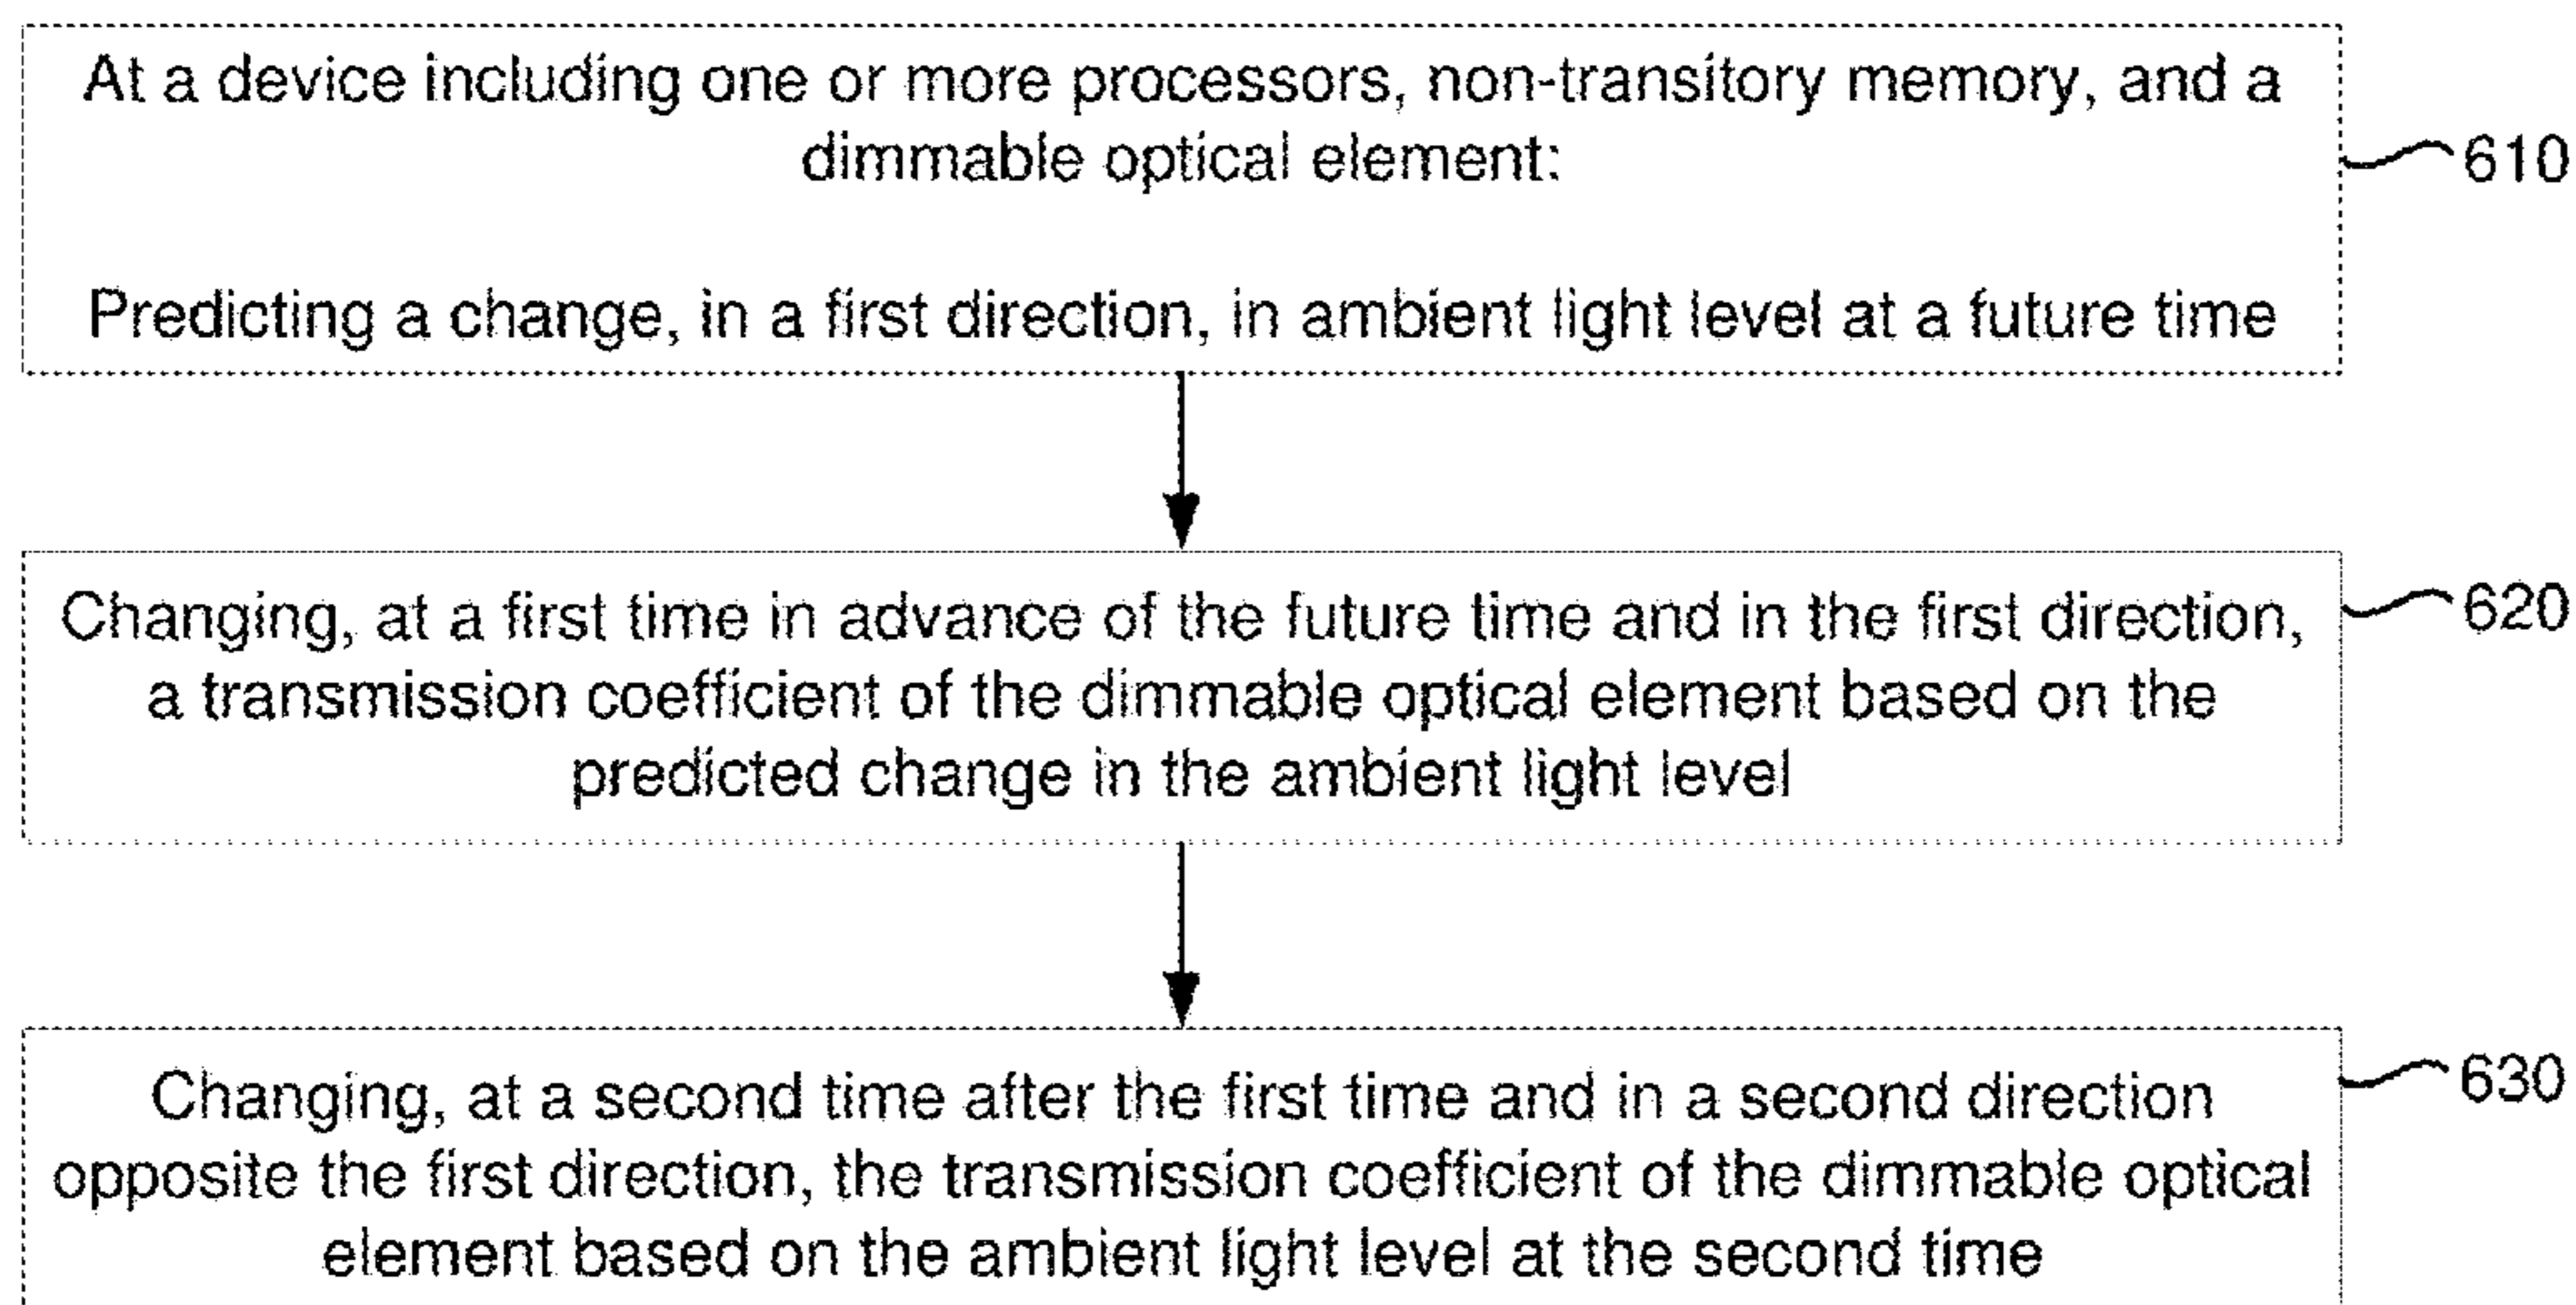 At a device including one or more processors, non-transitory memory, and a
dimmable optical element:
610
Predicting a change, in a first direction, in ambient light level at a future time
Changing, at a first time in advance of the future time and in the first direction,
620
a transmission coefficient of the dimmable optical element based on the
predicted change in the ambient light level
Changing, at a second time after the first time and in a second direction
630
opposite the first direction, the transmission coefficient of the dimmable optical
element based on the ambient light level at the second time